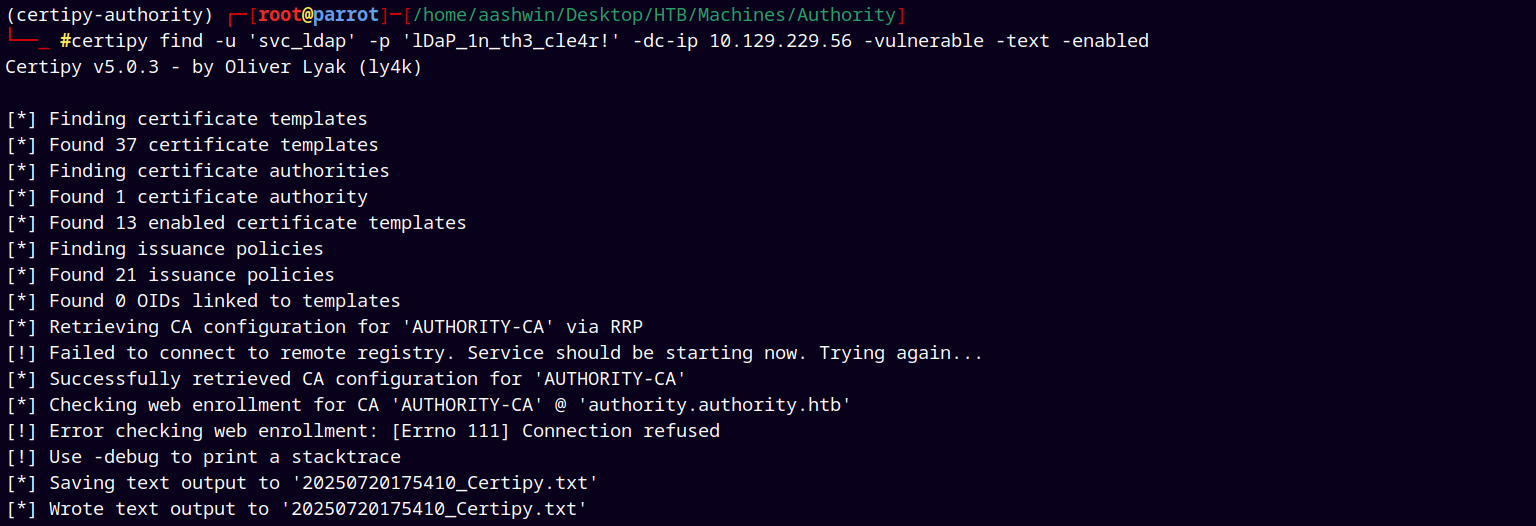 (certipy-authority) ┌─[root@parrot]─[/home/aashwin/Desktop/HTB/Machines/Authority]
└──╼ #certipy find -u 'svc_ldap' -p 'lDaP_1n_th3_cle4r!' -dc-ip 10.129.229.56 -vulnerable -text -enabled
Certipy v5.0.3 - by Oliver Lyak (ly4k)

[*] Finding certificate templates
[*] Found 37 certificate templates
[*] Finding certificate authorities
[*] Found 1 certificate authority
[*] Found 13 enabled certificate templates
[*] Finding issuance policies
[*] Found 21 issuance policies
[*] Found 0 OIDs linked to templates
[*] Retrieving CA configuration for 'AUTHORITY-CA' via RRP
[!] Failed to connect to remote registry. Service should be starting now. Trying again...
[*] Successfully retrieved CA configuration for 'AUTHORITY-CA'
[*] Checking web enrollment for CA 'AUTHORITY-CA' @ 'authority.authority.htb'
[!] Error checking web enrollment: [Errno 111] Connection refused
[!] Use -debug to print a stacktrace
[*] Saving text output to '20250720175410_Certipy.txt'
[*] Wrote text output to '20250720175410_Certipy.txt'